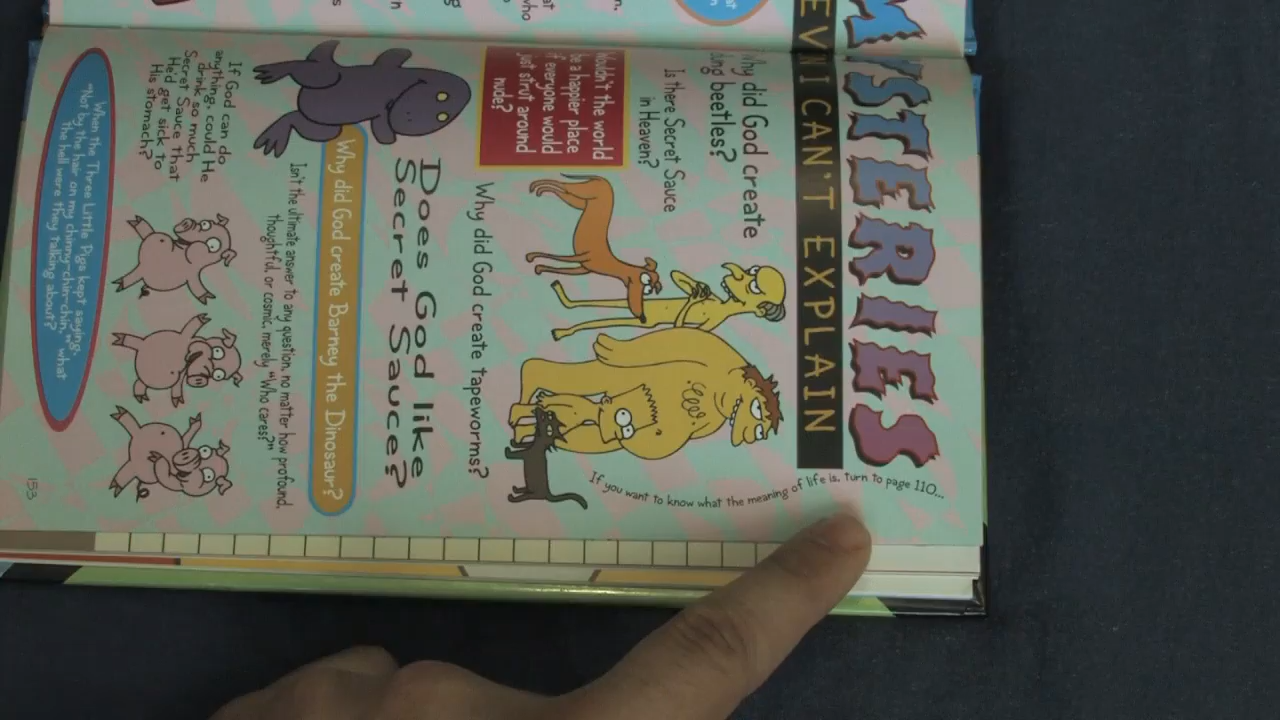 MYSTERIES
I CAN'T EXPLAIN
If you want to know what the meaning of life is, turn to page 110...
did God create
beetles?
Is there Secret Sauce
in Heaven?
Wouldn't the world
be a happier place
if everyone would
just strut around
nude?
Why did God create tapeworms?
Does God like
Secret Sauce?
Why did God create Barney the Dinosaur?
Isn't the ultimate answer to any question, no matter how profound,
thoughtful, or cosmic, merely "Who cares?"
If God can do
anything, could He
drink so much
Secret Sauce that
He'd get sick to
His stomach?
When the Three Little Pigs kept saying,
"Not by the hair on my chinny-chin-chin," what
the hell were they talking about?
153